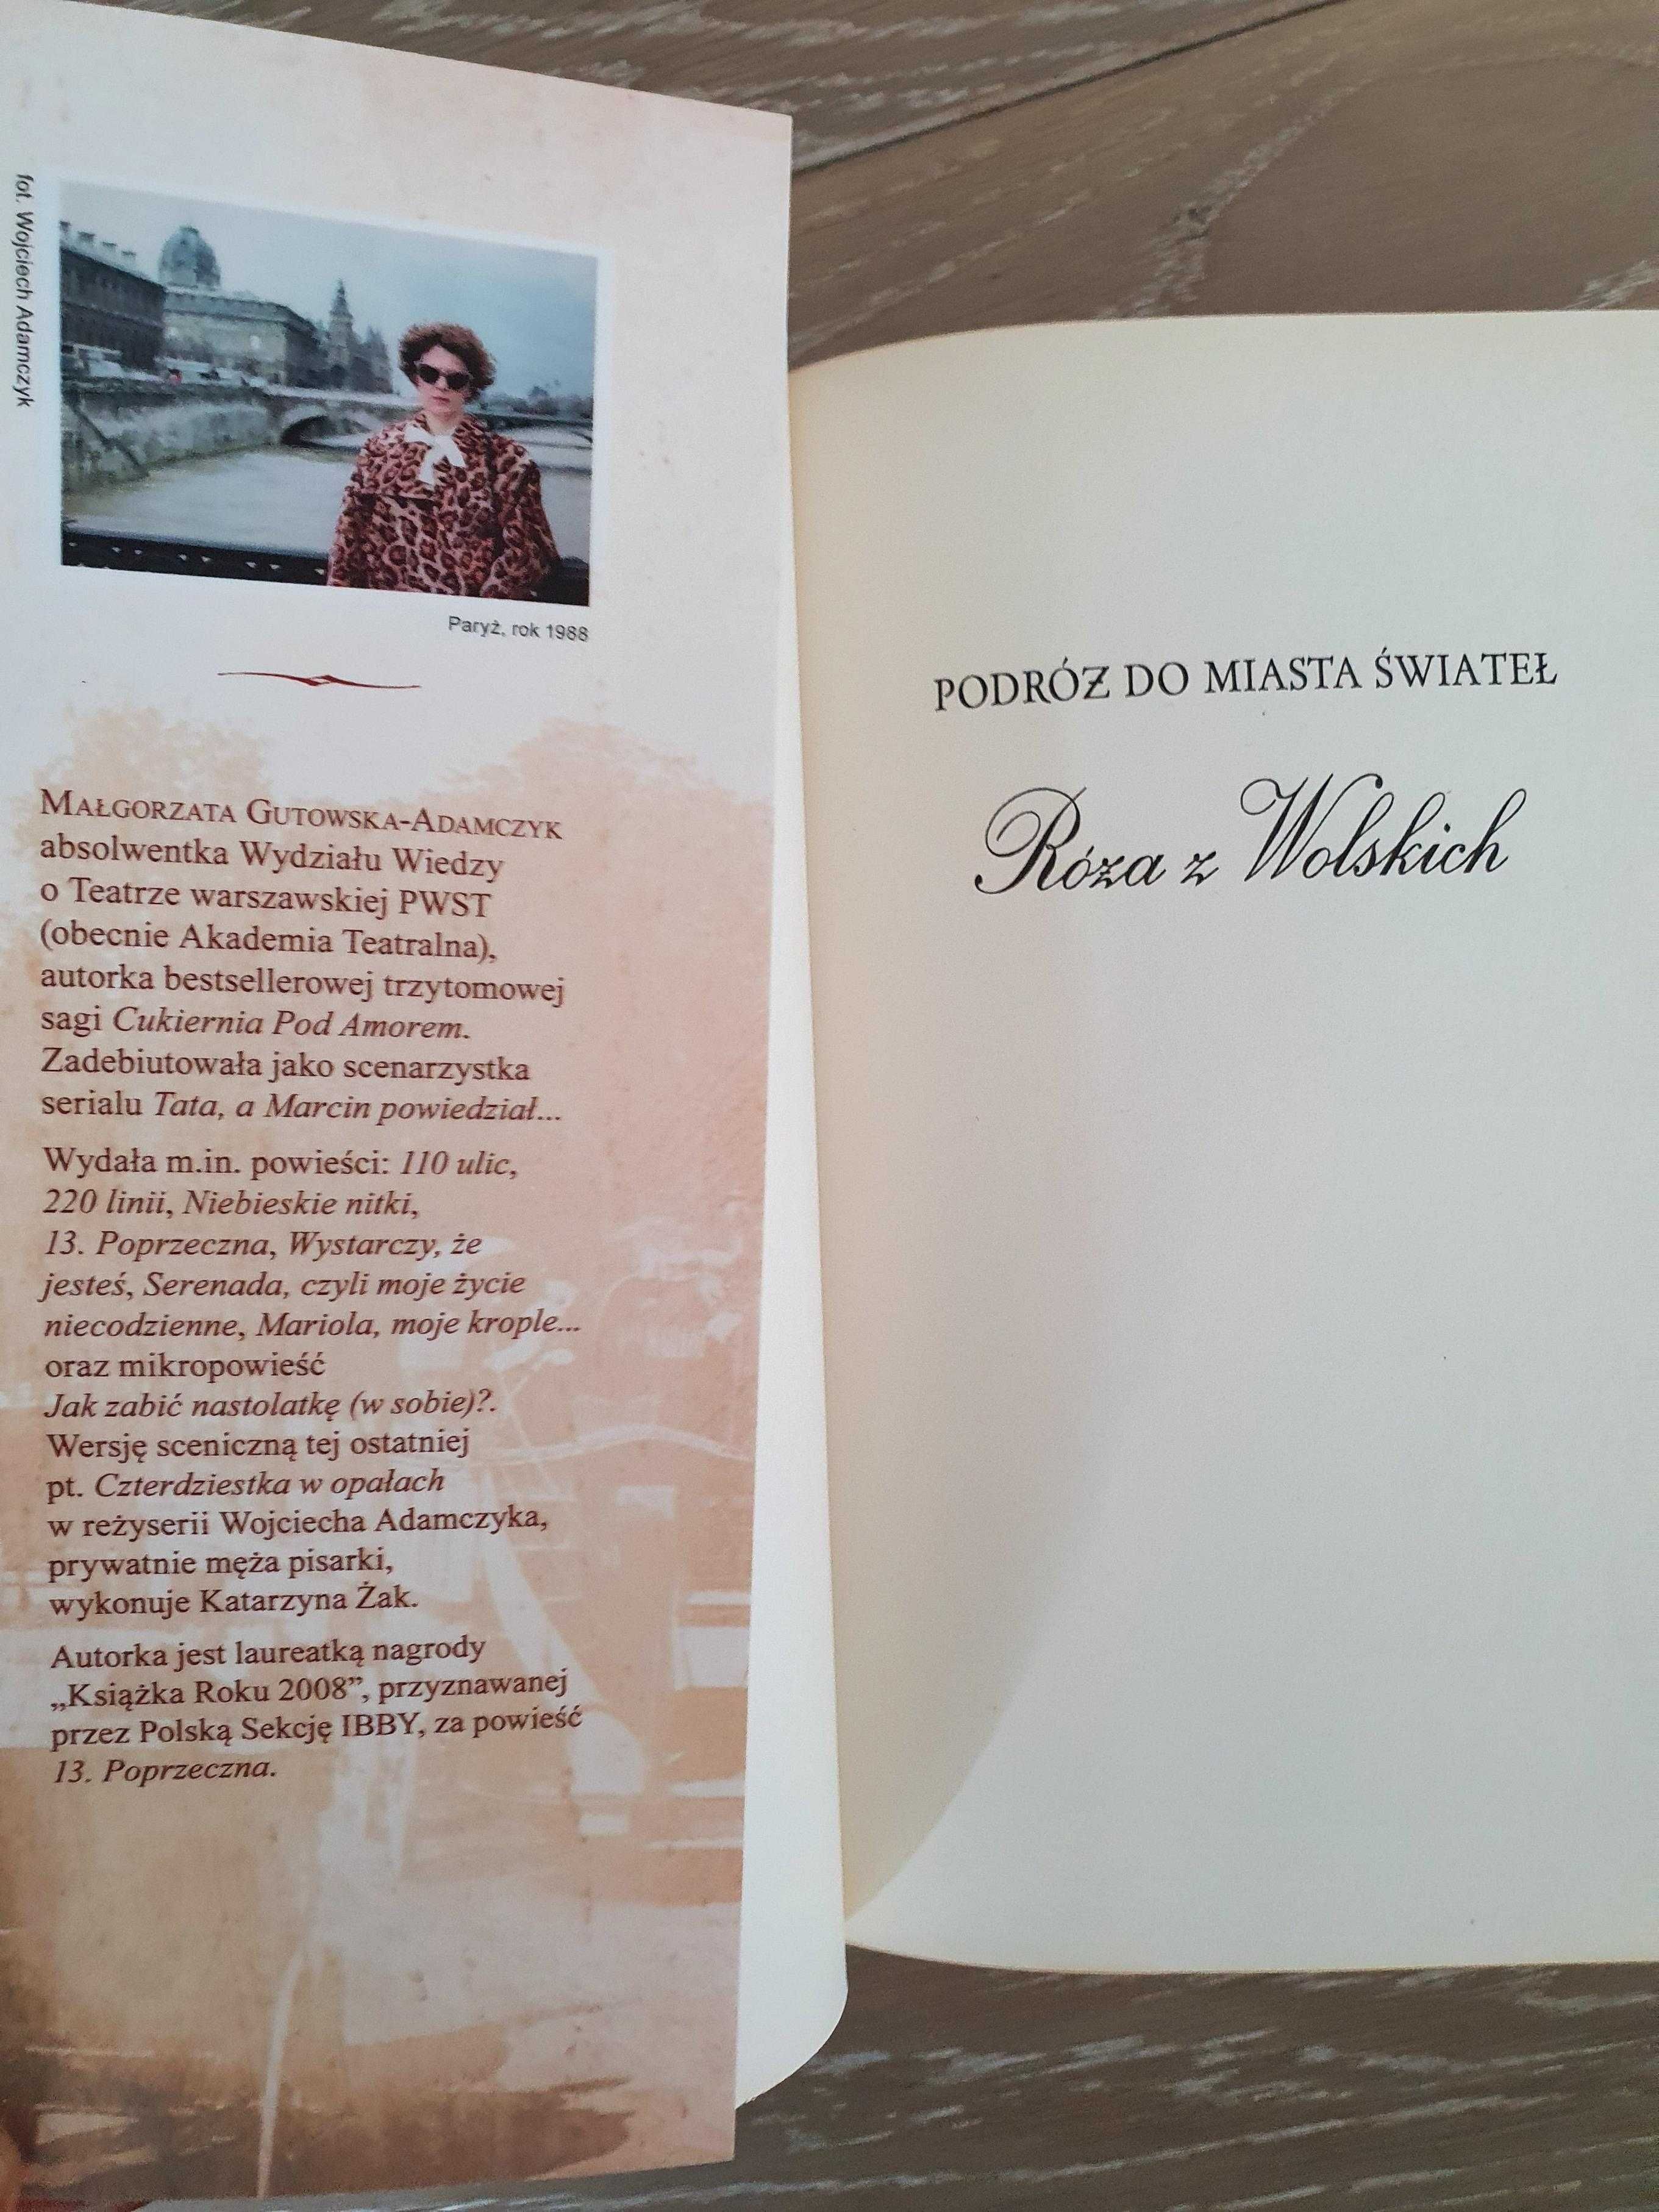 fot. Wojciech Adamczyk
Paryż, rok 1988
MAŁGORZATA GUTOWSKA-ADAMCZYK
absolwentka Wydziału Wiedzy
o Teatrze warszawskiej PWST
(obecnie Akademia Teatralna),
autorka bestsellerowej trzytomowej
sagi Cukiernia Pod Amorem.
Zadebiutowała jako scenarzystka
serialu Tata, a Marcin powiedział...
Wydała m.in. powieści: 110 ulic,
220 linii, Niebieskie nitki,
13. Poprzeczna, Wystarczy, że
jesteś, Serenada, czyli moje życie
niecodzienne, Mariola, moje krople...
oraz mikropowieść
Jak zabić nastolatkę (w sobie)?.
Wersję sceniczną tej ostatniej
pt. Czterdziestka w opałach
w reżyserii Wojciecha Adamczyka,
prywatnie męża pisarki,
wykonuje Katarzyna Żak.
Autorka jest laureatką nagrody
„Książka Roku 2008”, przyznawanej
przez Polską Sekcję IBBY, za powieść
13. Poprzeczna.
PODRÓŻ DO MIASTA ŚWIATEŁ
Róża z Wolskich